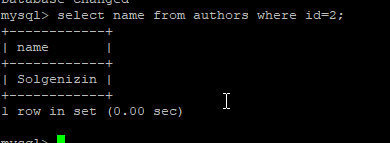 Database changed
mysql> select name from authors where id=2;
+------------+
| name       |
+------------+
| Solgenizin |
+------------+
1 row in set (0.00 sec)
mysql>